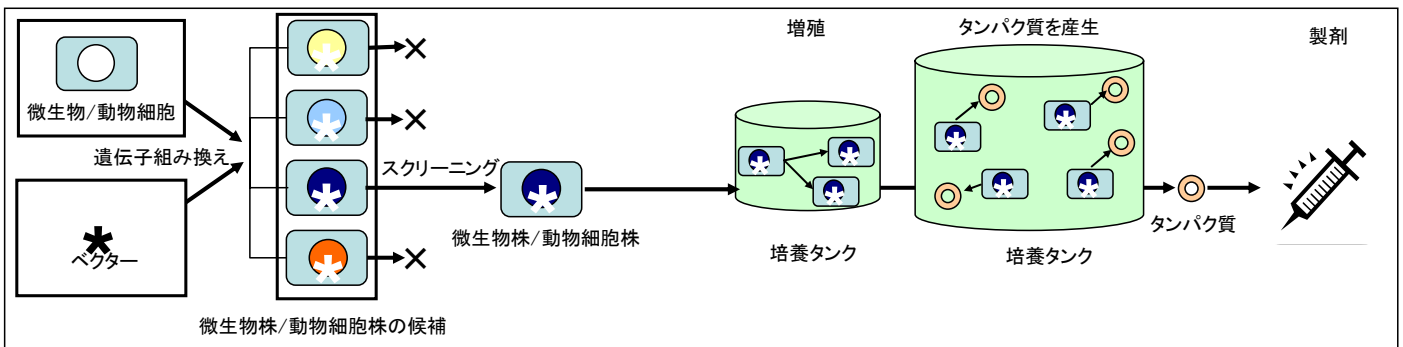 微生物/動物細胞
遺伝子組み換え
*
ベクター
微生物株/動物細胞株の候補
スクリーニング
微生物株/動物細胞株
増殖
培養タンク
タンパク質を産生
培養タンク
タンパク質
製剤